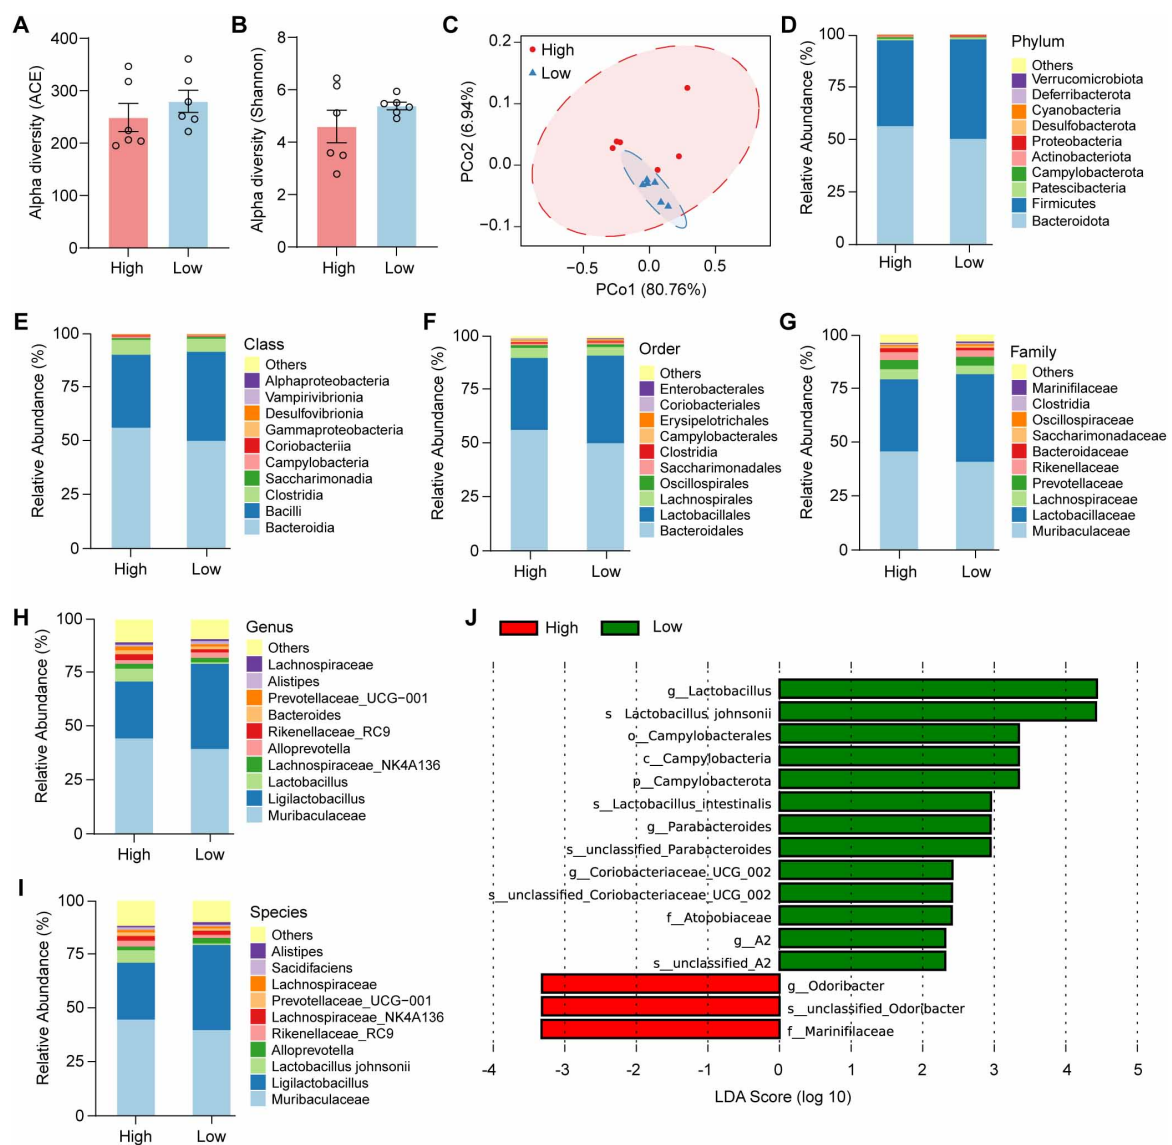 A
Alpha diversity (ACE)
400
300
200
100
0
High
Low
B
Alpha diversity (Shannon)
8
6
4
2
0
High
Low
C
High
Low
PCo2 (6.94%)
0.2
0.1
0.0
−0.1
−0.5
0.0
0.5
PCo1 (80.76%)
D
Relative Abundance (%)
100
75
50
25
0
High
Low
Phylum
Others
Verrucomicrobiota
Deferribacterota
Cyanobacteria
Desulfobacterota
Proteobacteria
Actinobacteriota
Campylobacterota
Patescibacteria
Firmicutes
Bacteroidota
E
Relative Abundance (%)
100
75
50
25
0
High
Low
Class
Others
Alphaproteobacteria
Vampirivibrionia
Desulfovibrionia
Gammaproteobacteria
Coriobacteriia
Campylobacteria
Saccharimonadia
Clostridia
Bacilli
Bacteroidia
F
Relative Abundance (%)
100
75
50
25
0
High
Low
Order
Others
Enterobacterales
Coriobacteriales
Erysipelotrichales
Campylobacterales
Clostridia
Saccharimonadales
Oscillospirales
Lachnospirales
Lactobacillales
Bacteroidales
G
Relative Abundance (%)
100
75
50
25
0
High
Low
Family
Others
Marinifilaceae
Clostridia
Oscillospiraceae
Saccharimonadaceae
Bacteroidaceae
Rikenellaceae
Prevotellaceae
Lachnospiraceae
Lactobacillaceae
Muribaculaceae
H
Relative Abundance (%)
100
75
50
25
0
High
Low
Genus
Others
Lachnospiraceae
Alistipes
Prevotellaceae_UCG−001
Bacteroides
Rikenellaceae_RC9
Alloprevotella
Lachnospiraceae_NK4A136
Lactobacillus
Ligilactobacillus
Muribaculaceae
I
Relative Abundance (%)
100
75
50
25
0
High
Low
Species
Others
Alistipes
Sacidifaciens
Lachnospiraceae
Prevotellaceae_UCG−001
Lachnospiraceae_NK4A136
Rikenellaceae_RC9
Alloprevotella
Lactobacillus johnsonii
Ligilactobacillus
Muribaculaceae
J
High
Low
g__Lactobacillus
s Lactobacillus johnsonii
o__Campylobacterales
c__Campylobacteria
p__Campylobacterota
s__Lactobacillus_intestinalis
g__Parabacteroides
s__unclassified_Parabacteroides
g__Coriobacteriaceae_UCG_002
s__unclassified_Coriobacteriaceae_UCG_002
f__Atopobiaceae
g__A2
s__unclassified_A2
g__Odoribacter
s__unclassified_Odoribacter
f__Marinifilaceae
-4 -3 -2 -1 0 1 2 3 4 5
LDA Score (log 10)